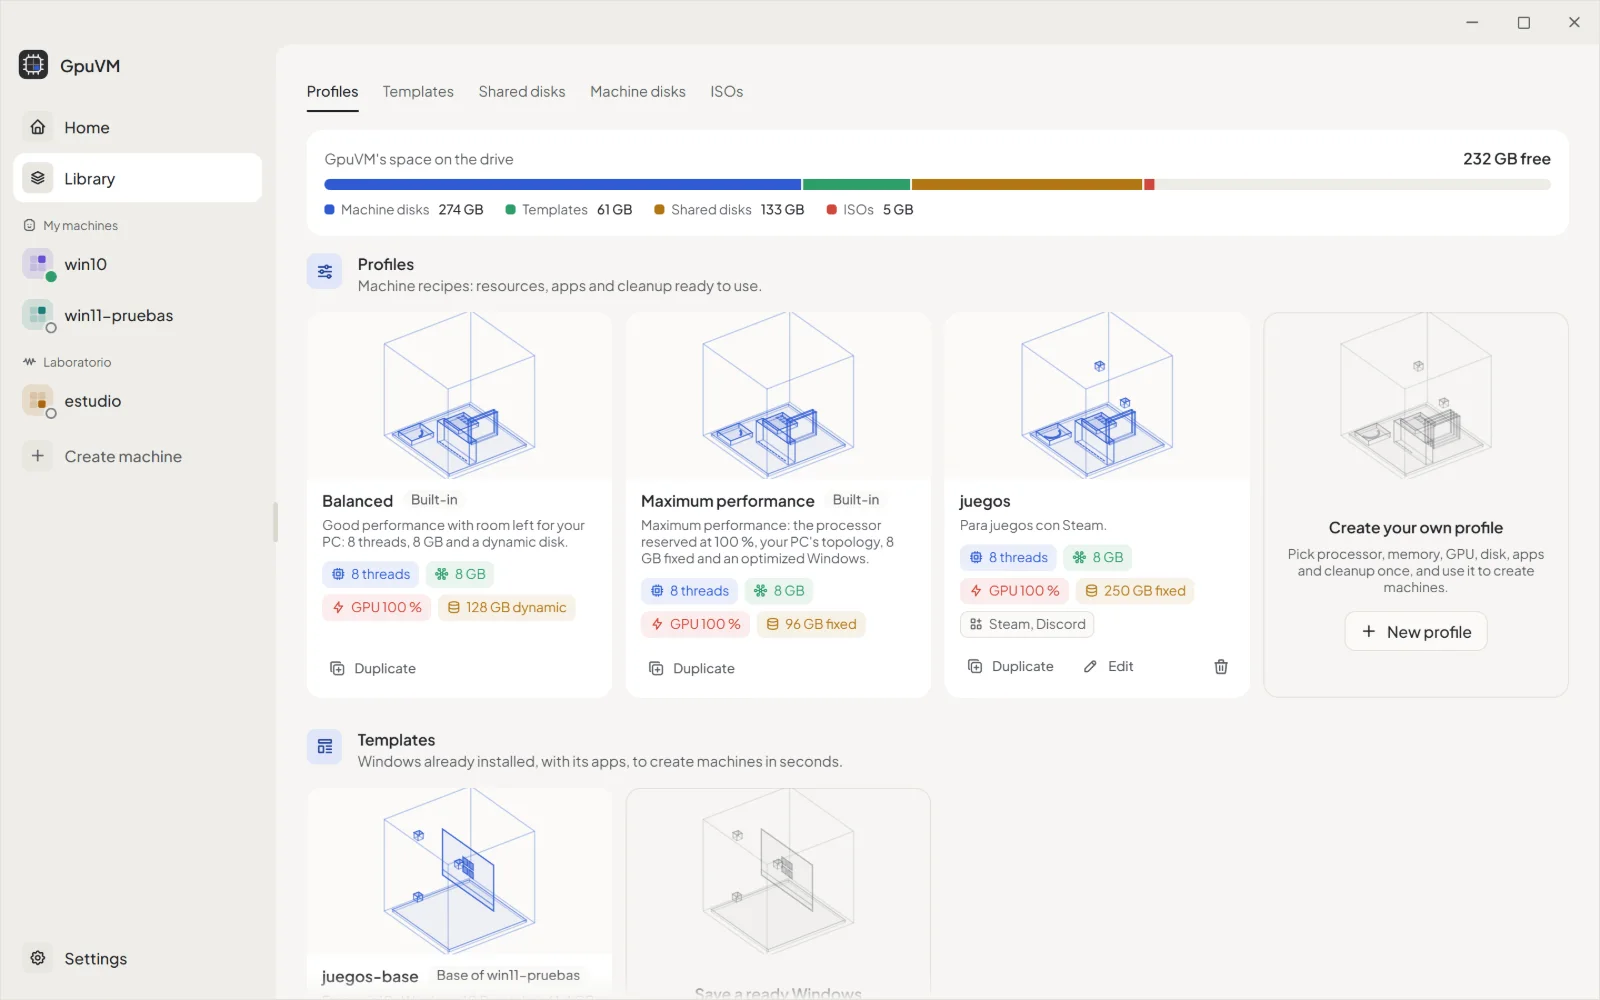 GpuVM
Home
Library
My machines
win10
win11-pruebas
Laboratorio
estudio
Create machine
Settings
Profiles Templates Shared disks Machine disks ISOs
GpuVM's space on the drive 232 GB free
Machine disks 274 GB Templates 61 GB Shared disks 133 GB ISOs 5 GB
Profiles
Machine recipes: resources, apps and cleanup ready to use.
Balanced Built-in
Good performance with room left for your
PC: 8 threads, 8 GB and a dynamic disk.
8 threads 8 GB
GPU 100 % 128 GB dynamic
Duplicate
Maximum performance Built-in
Maximum performance: the processor
reserved at 100 %, your PC's topology, 8
GB fixed and an optimized Windows.
8 threads 8 GB
GPU 100 % 96 GB fixed
Duplicate
juegos
Para juegos con Steam.
8 threads 8 GB
GPU 100 % 250 GB fixed
Steam, Discord
Duplicate Edit
Create your own profile
Pick processor, memory, GPU, disk, apps
and cleanup once, and use it to create
machines.
New profile
Templates
Windows already installed, with its apps, to create machines in seconds.
juegos-base Base of win11-pruebas
Save a ready Windows